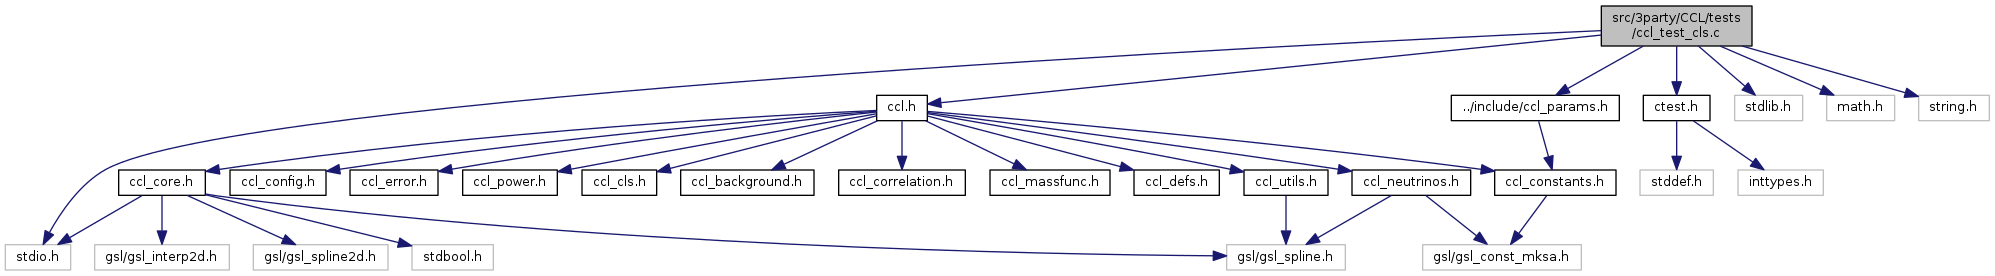 src/3party/CCL/tests
/ccl_test_cls.c
ccl.h
../include/ccl_params.h
ctest.h
stdlib.h
math.h
string.h
ccl_core.h
ccl_config.h
ccl_error.h
ccl_power.h
ccl_cls.h
ccl_background.h
ccl_correlation.h
ccl_massfunc.h
ccl_defs.h
ccl_utils.h
ccl_neutrinos.h
ccl_constants.h
stddef.h
inttypes.h
stdio.h
gsl/gsl_interp2d.h
gsl/gsl_spline2d.h
stdbool.h
gsl/gsl_spline.h
gsl/gsl_const_mksa.h